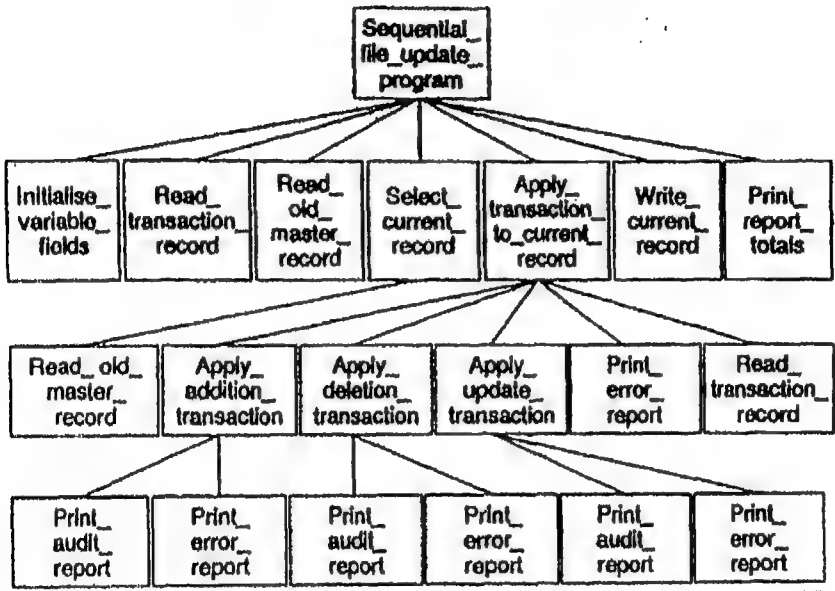 Sequential_
file_update_
program
Initialise_
variable_
fields
Read_
transaction_
record
Read_
old_
master_
record
Select_
current_
record
Apply_
transaction_
to_current_
record
Write_
current_
record
Print_
report_
totals
Read_ old_
master_
record
Apply_
addition_
transaction
Apply_
deletion_
transaction
Apply_
update_
transaction
Print_
error_
report
Read_
transaction_
record
Print_
audit_
report
Print_
error_
report
Print_
audit_
report
Print_
error_
report
Print_
audit_
report
Print_
error_
report